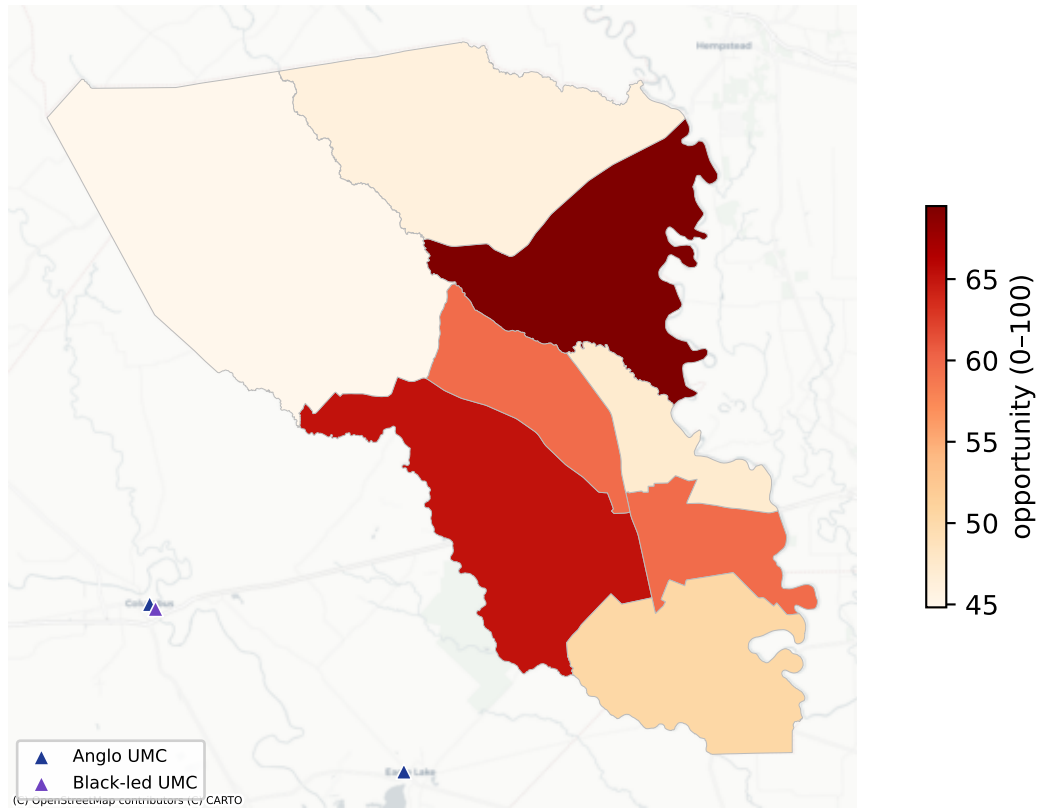 Hempstead
65
60
55
50
45
opportunity (0–100)
Anglo UMC
Black-led UMC
(C) OpenStreetMap contributors (C) CARTO